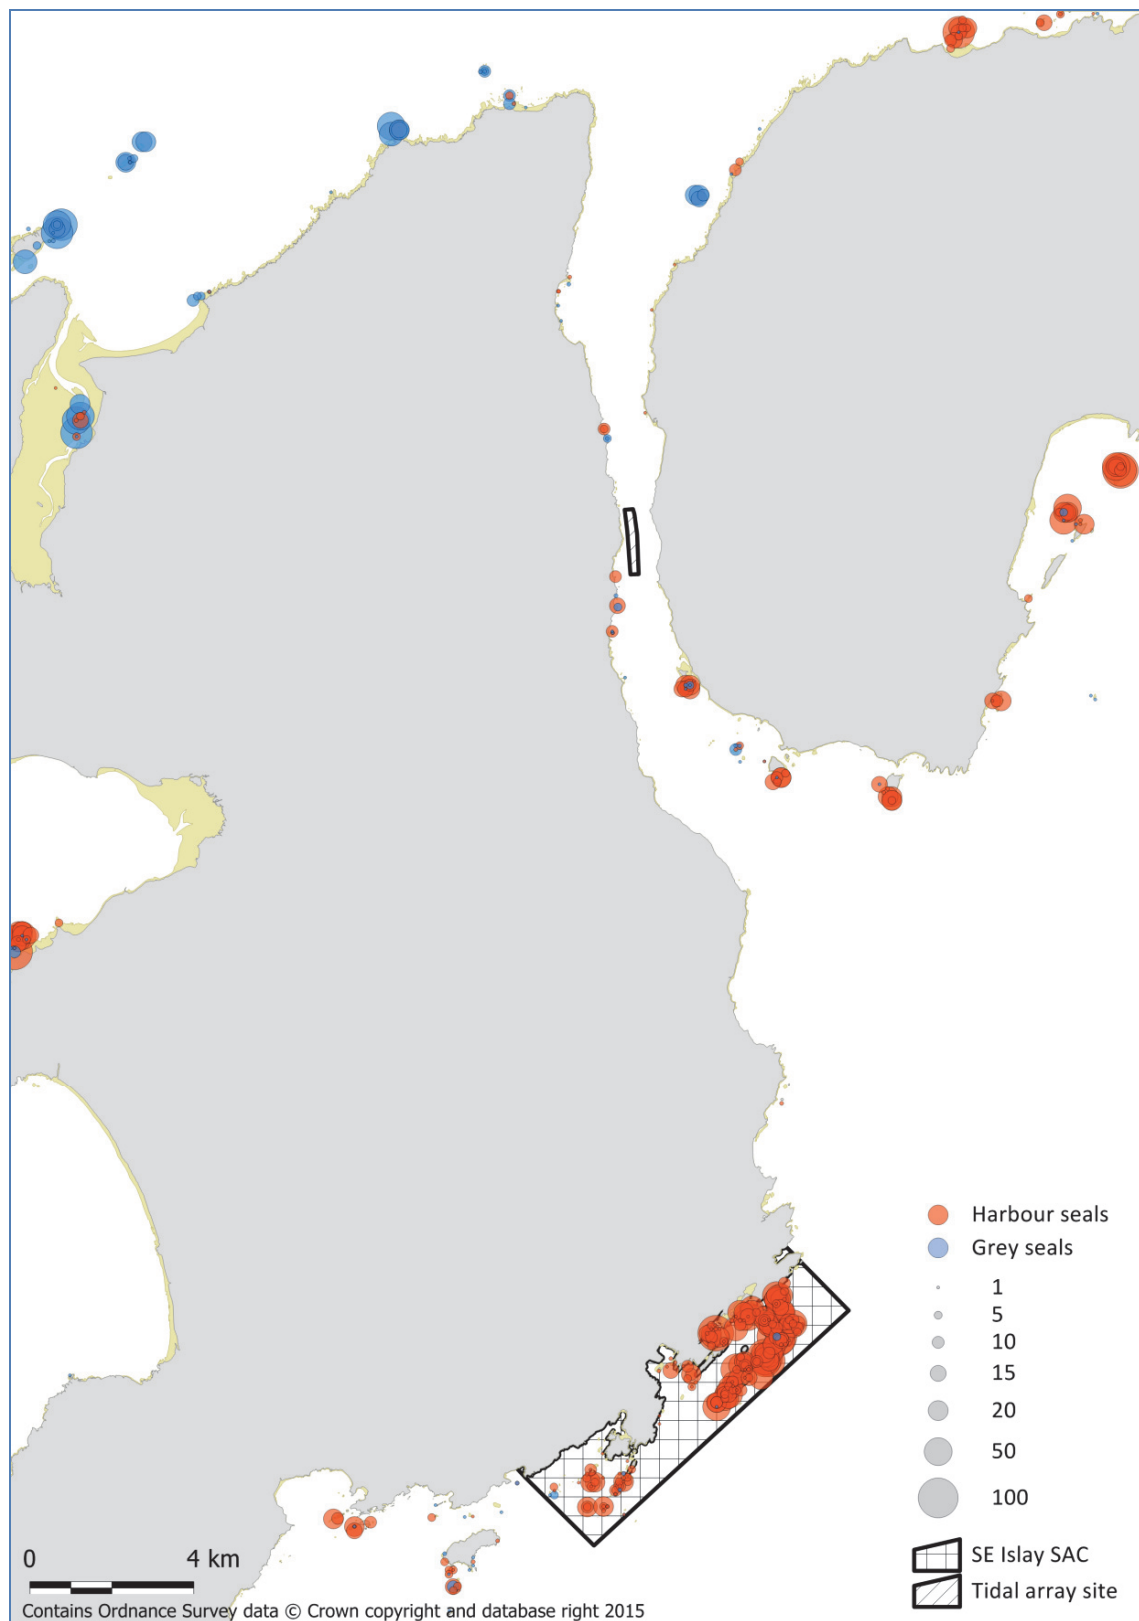 Harbour seals
Grey seals
1
5
10
15
20
50
100
SE Islay SAC
Tidal array site
0 4 km
Contains Ordnance Survey data © Crown copyright and database right 2015